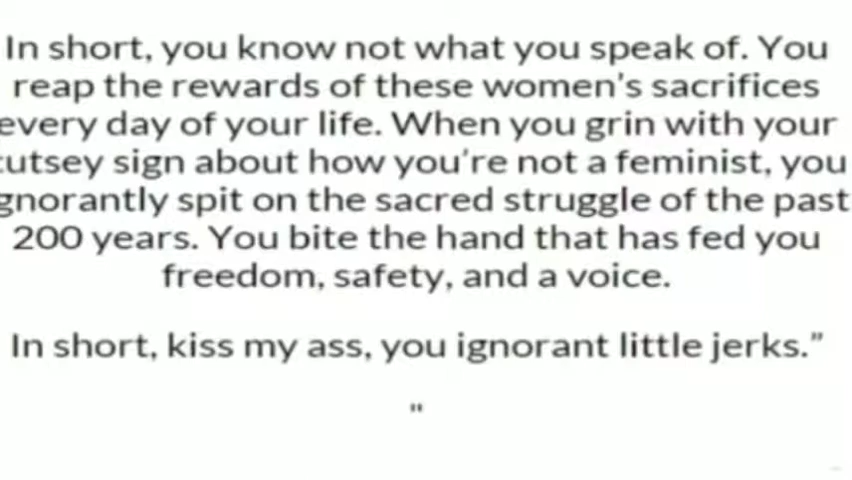 In short, you know not what you speak of. You
reap the rewards of these women's sacrifices
every day of your life. When you grin with your
cutsey sign about how you're not a feminist, you
gnorantly spit on the sacred struggle of the past
200 years. You bite the hand that has fed you
freedom, safety, and a voice.
In short, kiss my ass, you ignorant little jerks.”
"